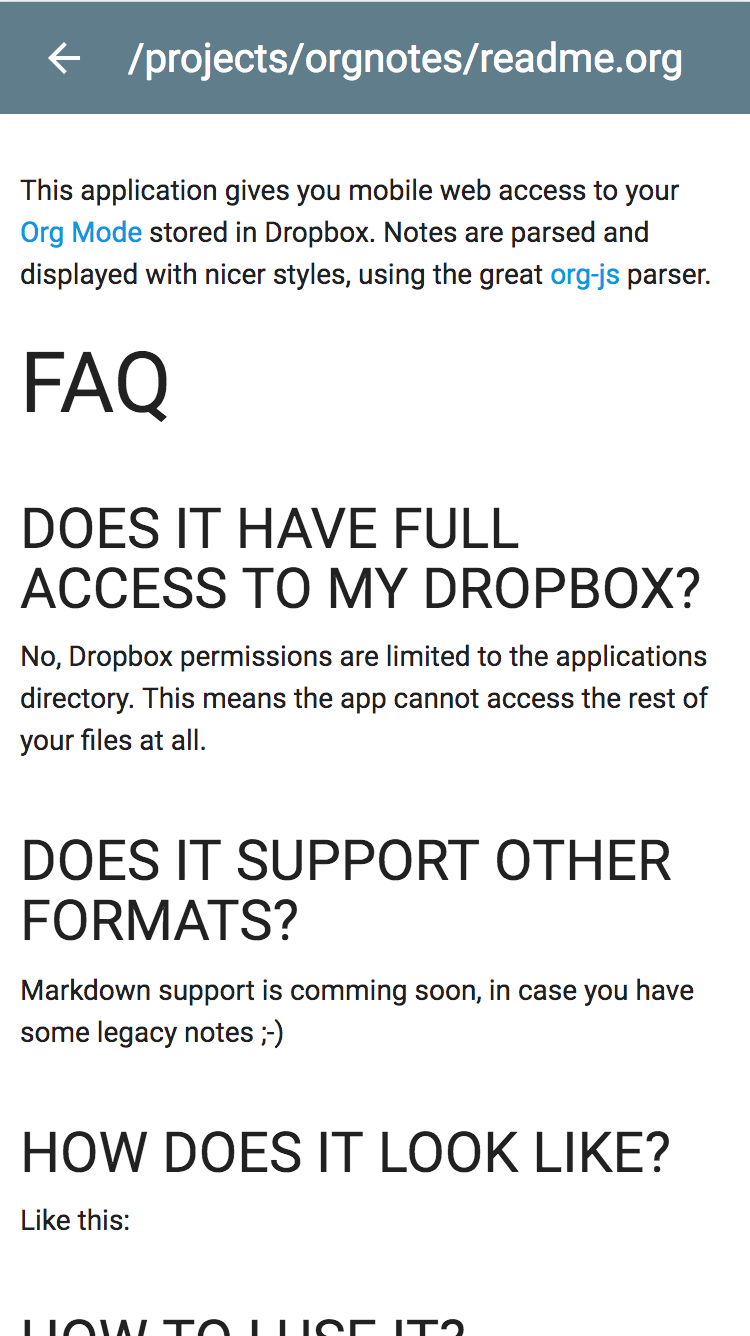 /projects/orgnotes/readme.org
This application gives you mobile web access to your
Org Mode stored in Dropbox. Notes are parsed and
displayed with nicer styles, using the great org-js parser.
FAQ
DOES IT HAVE FULL
ACCESS TO MY DROPBOX?
No, Dropbox permissions are limited to the applications
directory. This means the app cannot access the rest of
your files at all.
DOES IT SUPPORT OTHER
FORMATS?
Markdown support is comming soon, in case you have
some legacy notes ;-)
HOW DOES IT LOOK LIKE?
Like this:
HOW TO I USE IT?